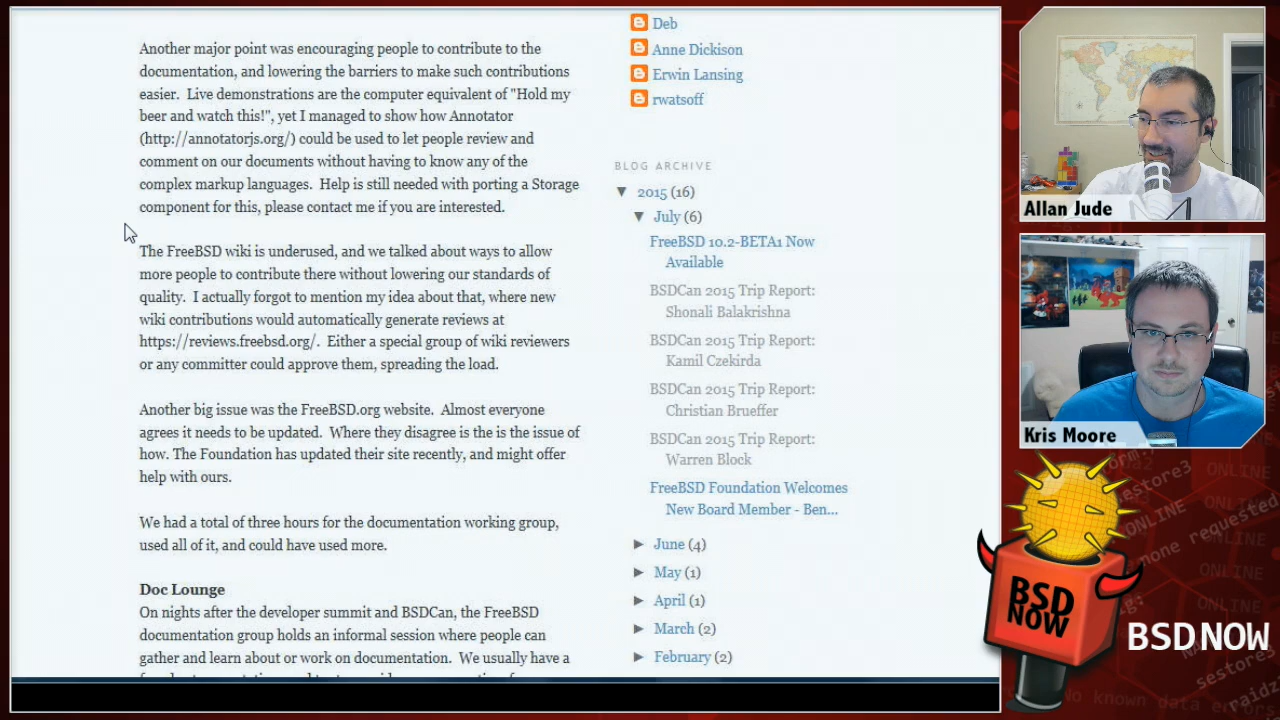 Another major point was encouraging people to contribute to the
documentation, and lowering the barriers to make such contributions
easier.  Live demonstrations are the computer equivalent of "Hold my
beer and watch this!", yet I managed to show how Annotator
(http://annotatorjs.org/) could be used to let people review and
comment on our documents without having to know any of the
complex markup languages.  Help is still needed with porting a Storage
component for this, please contact me if you are interested.
The FreeBSD wiki is underused, and we talked about ways to allow
more people to contribute there without lowering our standards of
quality.  I actually forgot to mention my idea about that, where new
wiki contributions would automatically generate reviews at
https://reviews.freebsd.org/.  Either a special group of wiki reviewers
or any committer could approve them, spreading the load.
Another big issue was the FreeBSD.org website.  Almost everyone
agrees it needs to be updated.  Where they disagree is the is the issue of
how. The Foundation has updated their site recently, and might offer
help with ours.
We had a total of three hours for the documentation working group,
used all of it, and could have used more.
Doc Lounge
On nights after the developer summit and BSDCan, the FreeBSD
documentation group holds an informal session where people can
gather and learn about or work on documentation.  We usually have a
Deb
Anne Dickison
Erwin Lansing
rwatsoff
BLOG ARCHIVE
▼ 2015 (16)
▼ July (6)
FreeBSD 10.2-BETA1 Now
Available
BSDCan 2015 Trip Report:
Shonali Balakrishna
BSDCan 2015 Trip Report:
Kamil Czekirda
BSDCan 2015 Trip Report:
Christian Brueffer
BSDCan 2015 Trip Report:
Warren Block
FreeBSD Foundation Welcomes
New Board Member - Ben...
► June (4)
► May (1)
► April (1)
► March (2)
► February (2)
Allan Jude
Kris Moore
BSD
NOW
BSD NOW
ONLINE
ONLINE
none requested
ONLINE
ONLINE
ONLINE
No known data errors